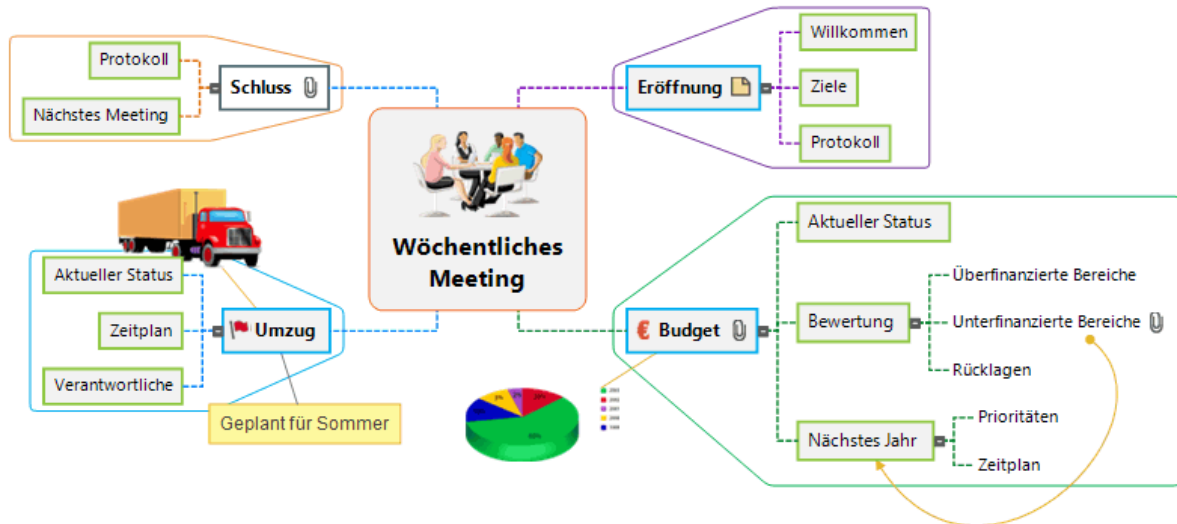 Wöchentliches
Meeting
Eröffnung
Willkommen
Ziele
Protokoll
€ Budget
Aktueller Status
Bewertung
Überfinanzierte Bereiche
Unterfinanzierte Bereiche
Rücklagen
Nächstes Jahr
Prioritäten
Zeitplan
Umzug
Aktueller Status
Zeitplan
Verantwortliche
Geplant für Sommer
Schluss
Protokoll
Nächstes Meeting